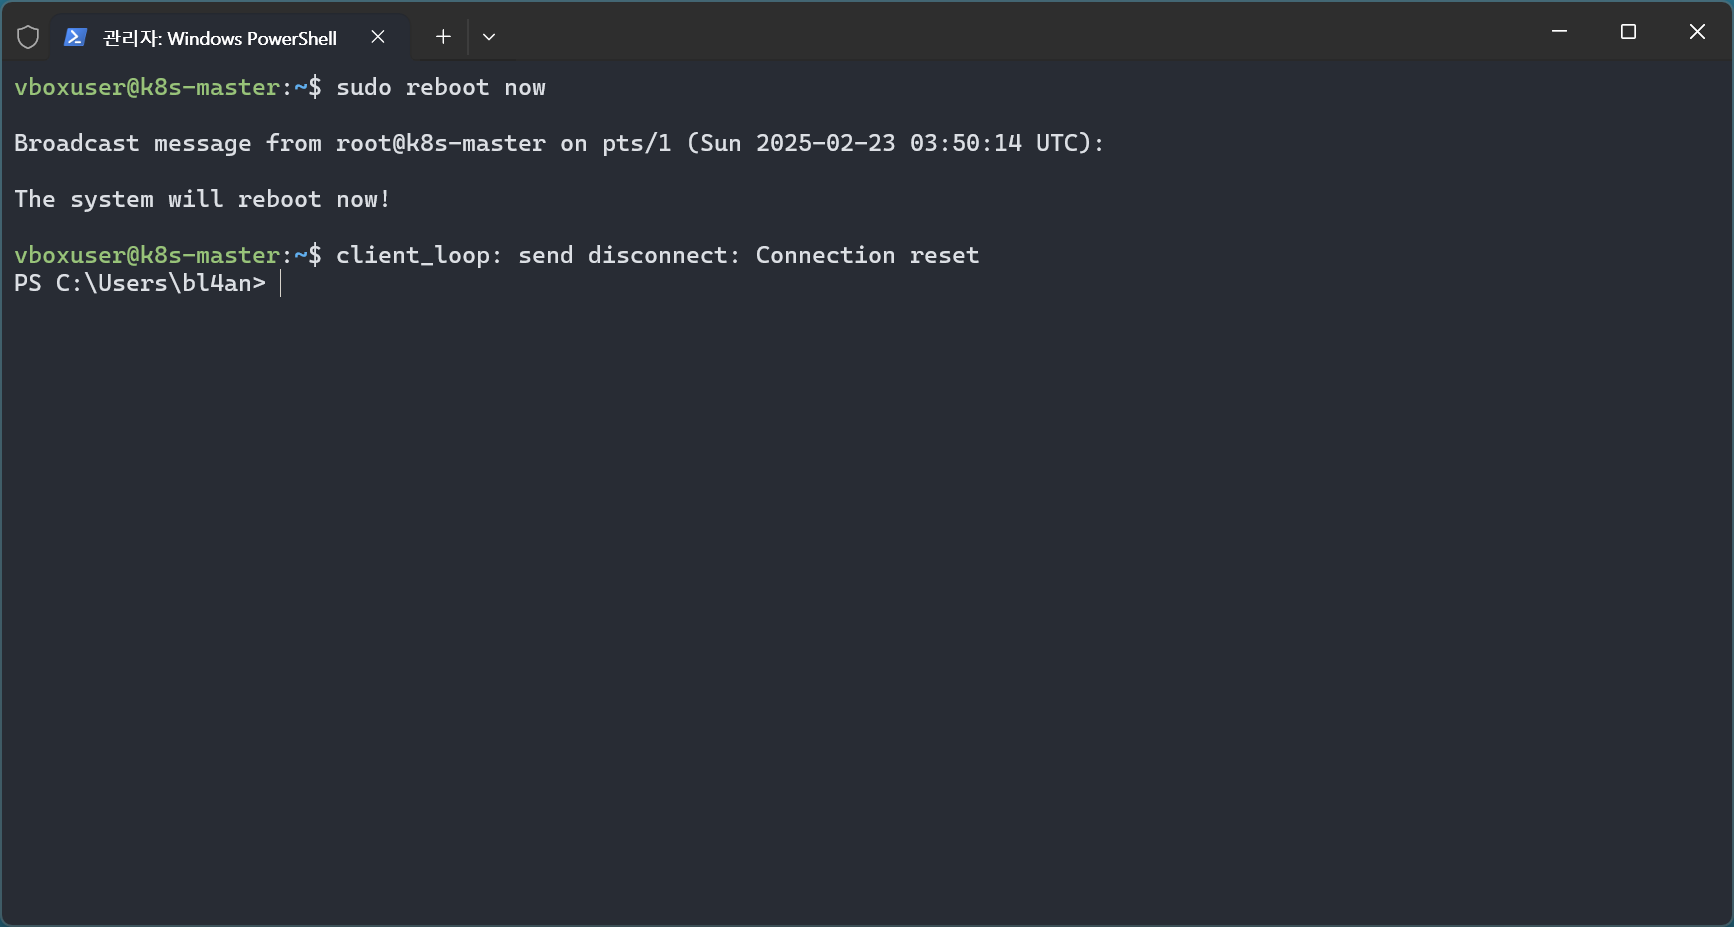 관리자: Windows PowerShell
vboxuser@k8s-master:~$ sudo reboot now
Broadcast message from root@k8s-master on pts/1 (Sun 2025-02-23 03:50:14 UTC):
The system will reboot now!
vboxuser@k8s-master:~$ client_loop: send disconnect: Connection reset
PS C:\Users\bl4an>